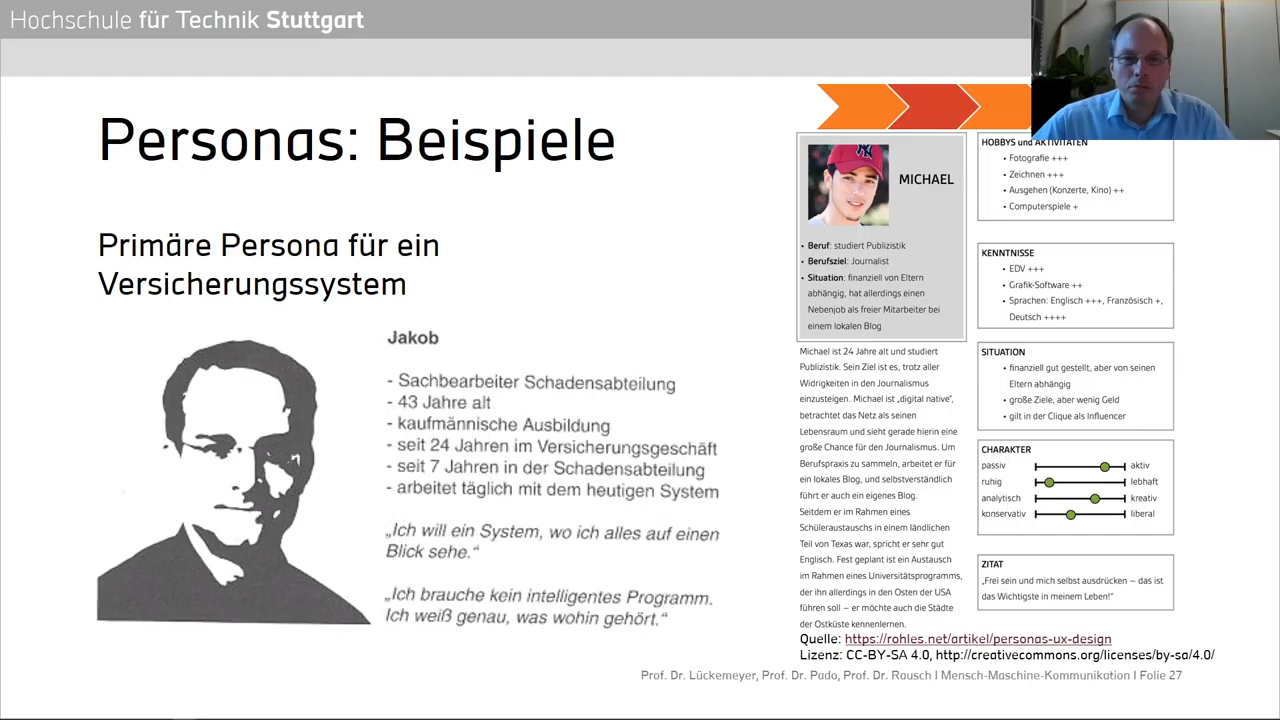 Hochschule für Technik Stuttgart
Personas: Beispiele
Primäre Persona für ein
Versicherungssystem
Jakob
- Sachbearbeiter Schadensabteilung
- 43 Jahre alt
- kaufmännische Ausbildung
- seit 24 Jahren im Versicherungsgeschäft
- seit 7 Jahren in der Schadensabteilung
- arbeitet täglich mit dem heutigen System
„Ich will ein System, wo ich alles auf einen
Blick sehe.“
„Ich brauche kein intelligentes Programm.
Ich weiß genau, was wohin gehört.“
MICHAEL
• Beruf: studiert Publizistik
• Berufsziel: Journalist
• Situation: finanziell von Eltern
abhängig, hat allerdings einen
Nebenjob als freier Mitarbeiter bei
einem lokalen Blog
Michael ist 24 Jahre alt und studiert
Publizistik. Sein Ziel ist es, trotz aller
Widrigkeiten in den Journalismus
einzusteigen. Michael ist „digital native“,
betrachtet das Netz als seinen
Lebensraum und sieht gerade hierin eine
große Chance für den Journalismus. Um
Berufspraxis zu sammeln, arbeitet er für
ein lokales Blog, und selbstverständlich
führt er auch ein eigenes Blog.
Seitdem er im Rahmen eines
Schüleraustauschs in einem ländlichen
Teil von Texas war, spricht er sehr gut
Englisch. Fest geplant ist ein Austausch
im Rahmen eines Universitätsprogramms,
der ihn allerdings in den Osten der USA
führen soll – er möchte auch die Städte
der Ostküste kennenlernen.
HOBBYS und AKTIVITÄTEN
• Fotografie +++
• Zeichnen +++
• Ausgehen (Konzerte, Kino) ++
• Computerspiele +
KENNTNISSE
• EDV +++
• Grafik-Software ++
• Sprachen: Englisch +++, Französisch +,
Deutsch ++++
SITUATION
• finanziell gut gestellt, aber von seinen
Eltern abhängig
• große Ziele, aber wenig Geld
• gilt in der Clique als Influencer
CHARAKTER
passiv aktiv
ruhig lebhaft
analytisch kreativ
konservativ liberal
ZITAT
„Frei sein und mich selbst ausdrücken – das ist
das Wichtigste in meinem Leben!“
Quelle: https://rohles.net/artikel/personas-ux-design
Lizenz: CC-BY-SA 4.0, http://creativecommons.org/licenses/by-sa/4.0/
Prof. Dr. Lückemeyer, Prof. Dr. Pado, Prof. Dr. Rausch I Mensch-Maschine-Kommunikation I Folie 27